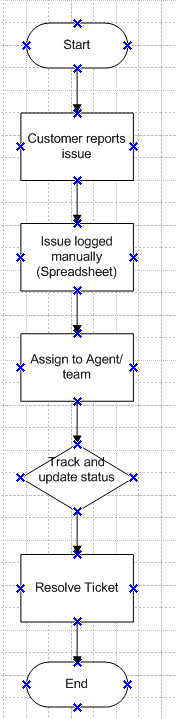 Start
Customer reports
issue
Issue logged
manually
(Spreadsheet)
Assign to Agent/
team
Track and
update status
Resolve Ticket
End